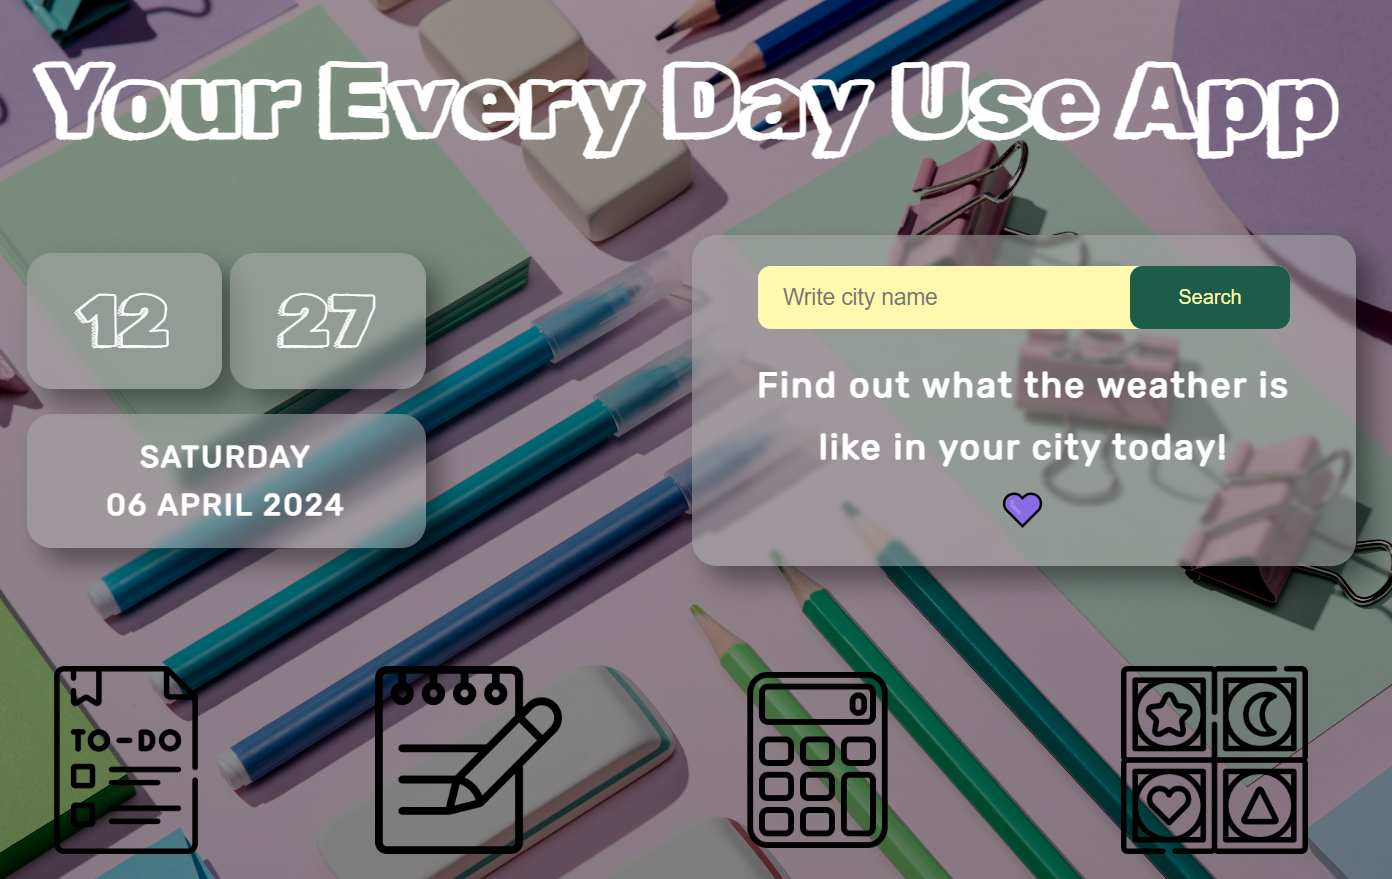 Your Every Day Use App
12 27
SATURDAY
06 APRIL 2024
Write city name
Search
Find out what the weather is
like in your city today!
TO-DO
0